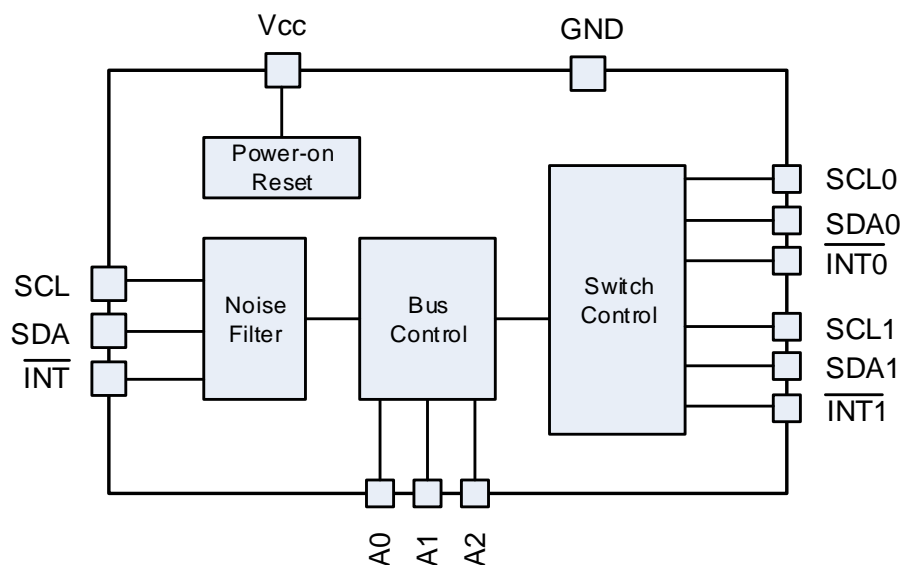 Vcc
GND
Power-on
Reset
SCL
SDA
INT
Noise
Filter
Bus
Control
Switch
Control
SCL0
SDA0
INT0
SCL1
SDA1
INT1
A0
A1
A2